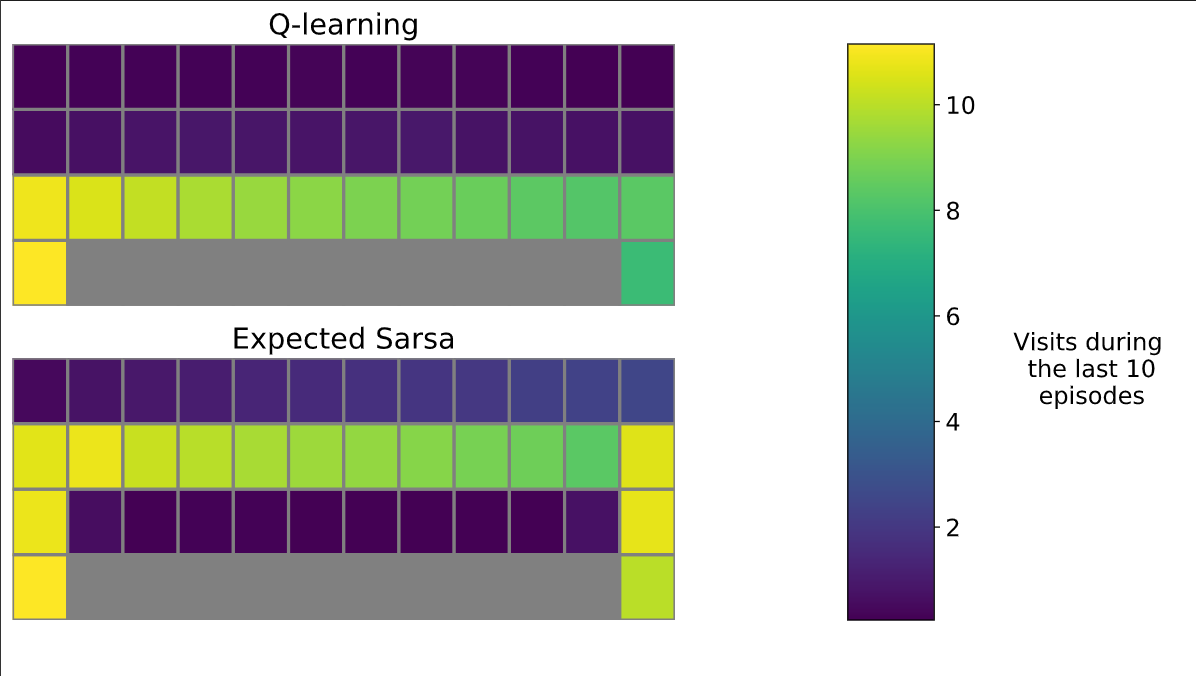 Q-learning
Expected Sarsa
10
8
6
4
2
Visits during
the last 10
episodes